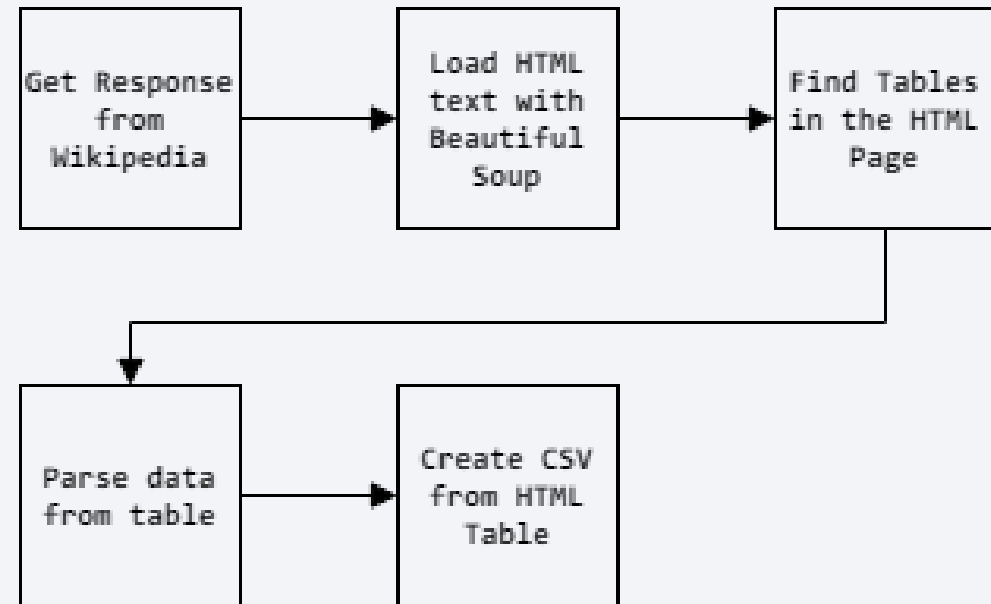 Get Response
from
Wikipedia
Load HTML
text with
Beautiful
Soup
Find Tables
in the HTML
Page
Parse data
from table
Create CSV
from HTML
Table